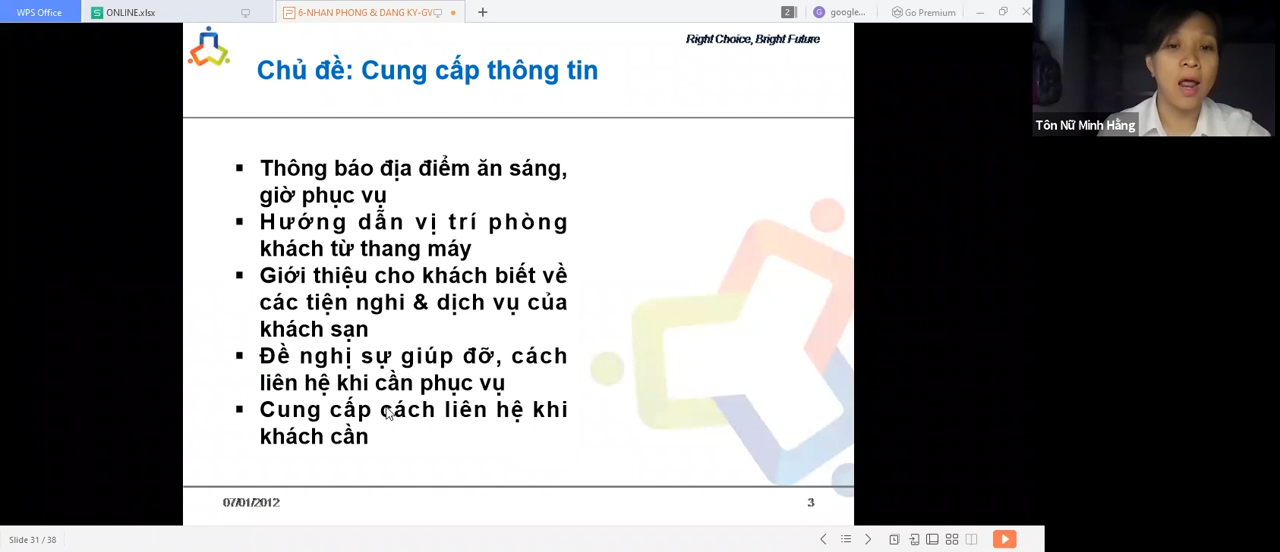 WPS Office
ONLINE.xlsx
6-NHAN PHONG & DANG KY-GV
2
G
google...
Go Premium
Right Choice, Bright Future
Chủ đề: Cung cấp thông tin
Tôn Nữ Minh Hằng
Thông báo địa điểm ăn sáng,
giờ phục vụ
Hướng dẫn vị trí phòng
khách từ thang máy
Giới thiệu cho khách biết về
các tiện nghi & dịch vụ của
khách sạn
Đề nghị sự giúp đỡ, cách
liên hệ khi cần phục vụ
Cung cấp cách liên hệ khi
khách cần
07/01/2012
3
Slide 31 / 38